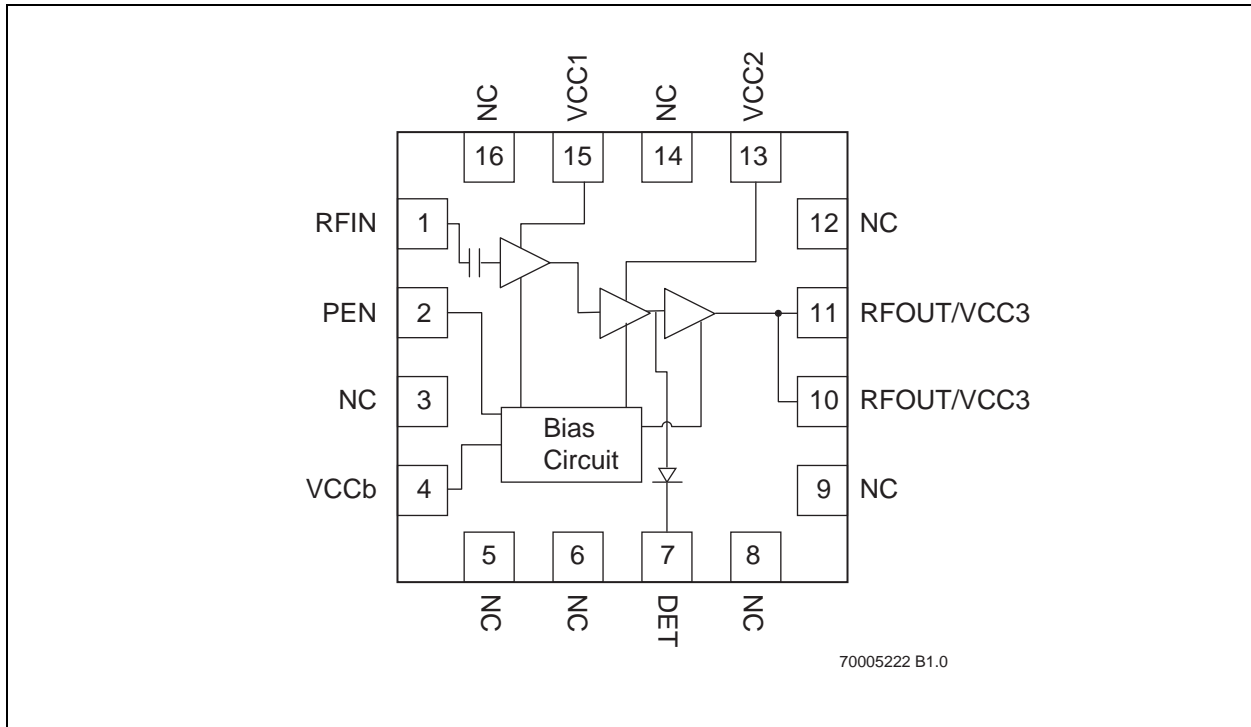 NC
VCC1
NC
VCC2
16
15
14
13
RFIN
1
12
NC
PEN
2
11
RFOUT/VCC3
NC
3
10
RFOUT/VCC3
Bias
Circuit
VCCb
4
9
NC
5
6
7
8
NC
NC
DET
NC
70005222 B1.0